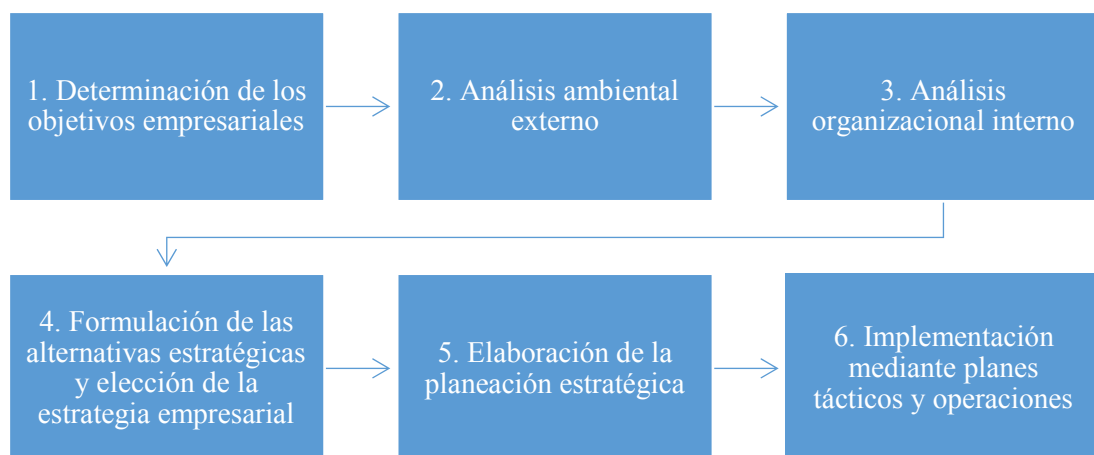 1. Determinación de los
objetivos empresariales
2. Análisis ambiental
externo
3. Análisis
organizacional interno
4. Formulación de las
alternativas estratégicas
y elección de la
estrategia empresarial
5. Elaboración de la
planeación estratégica
6. Implementación
mediante planes
tácticos y operaciones